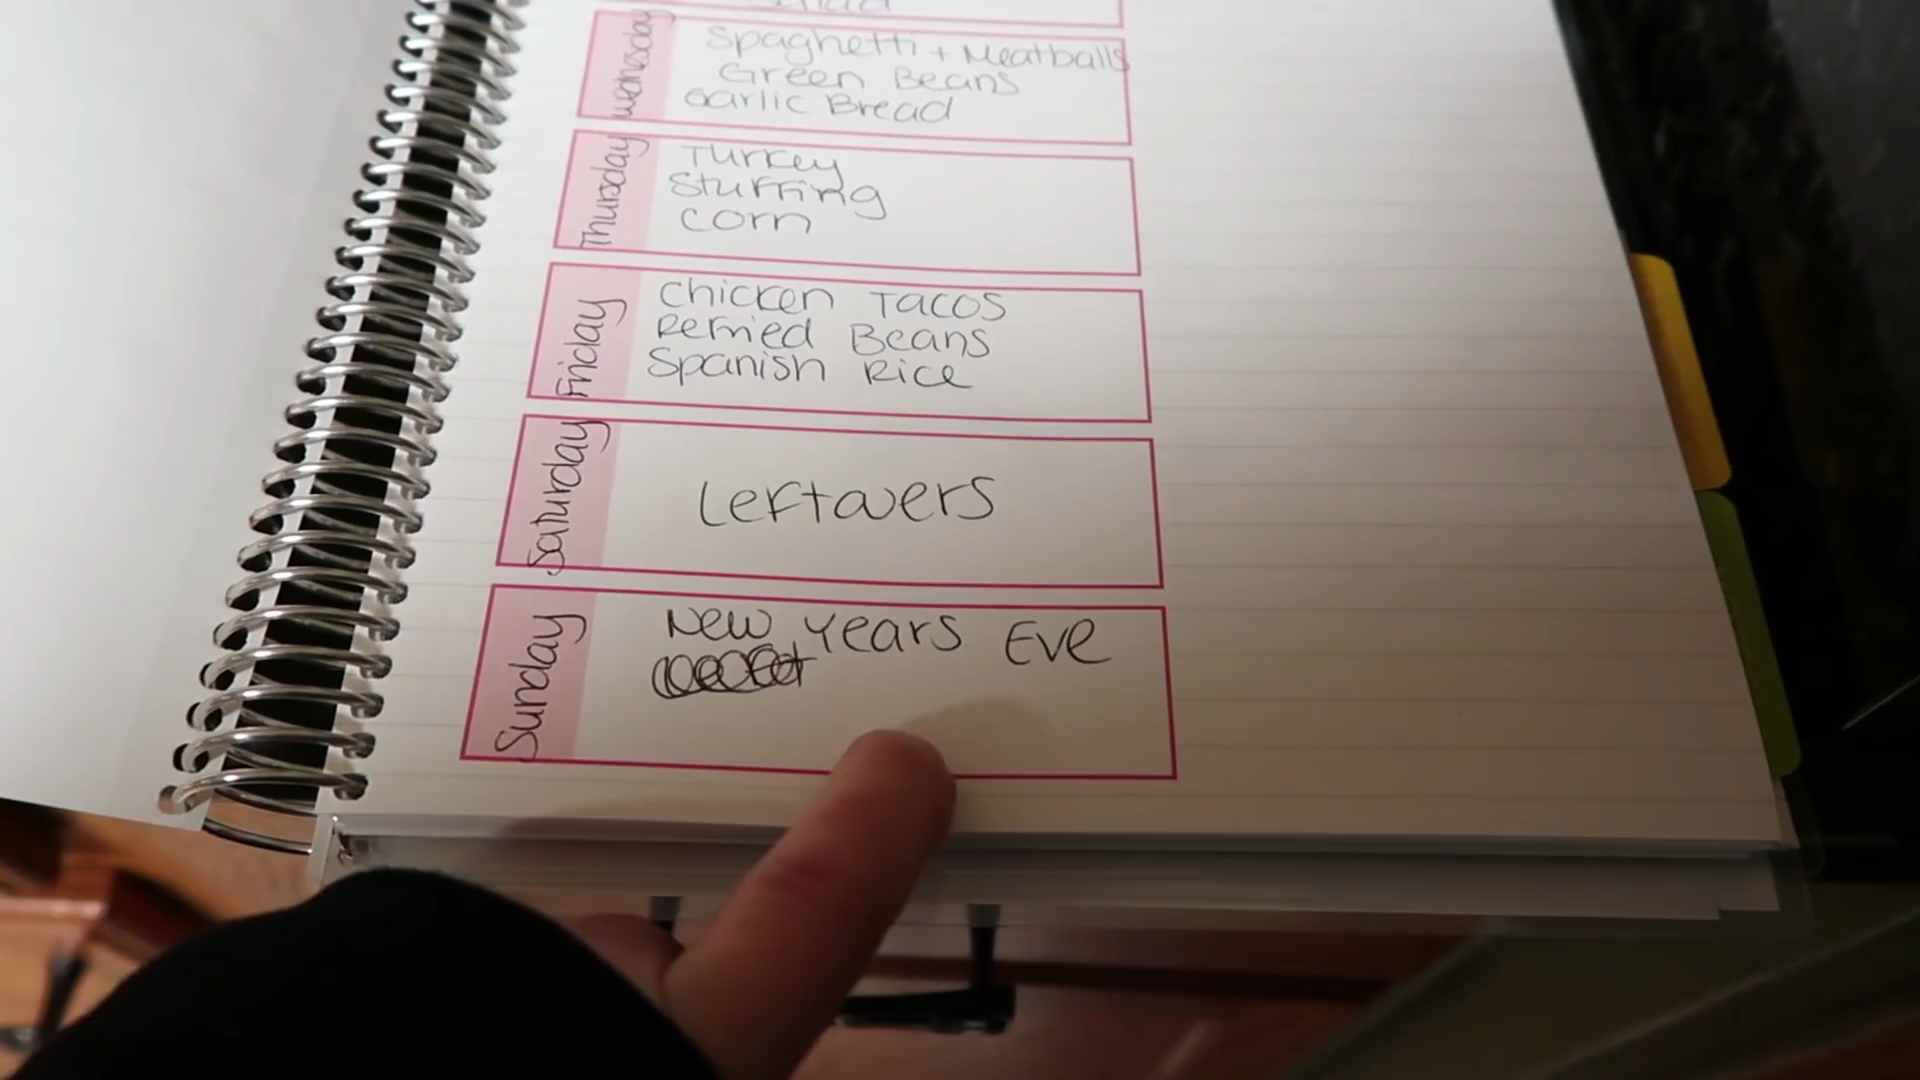 Wednesday
Spaghetti + Meatballs
Green Beans
Garlic Bread
Thursday
Turkey
Stuffing
Corn
Friday
Chicken Tacos
Refried Beans
Spanish Rice
Saturday
Leftovers
Sunday
New Years Eve